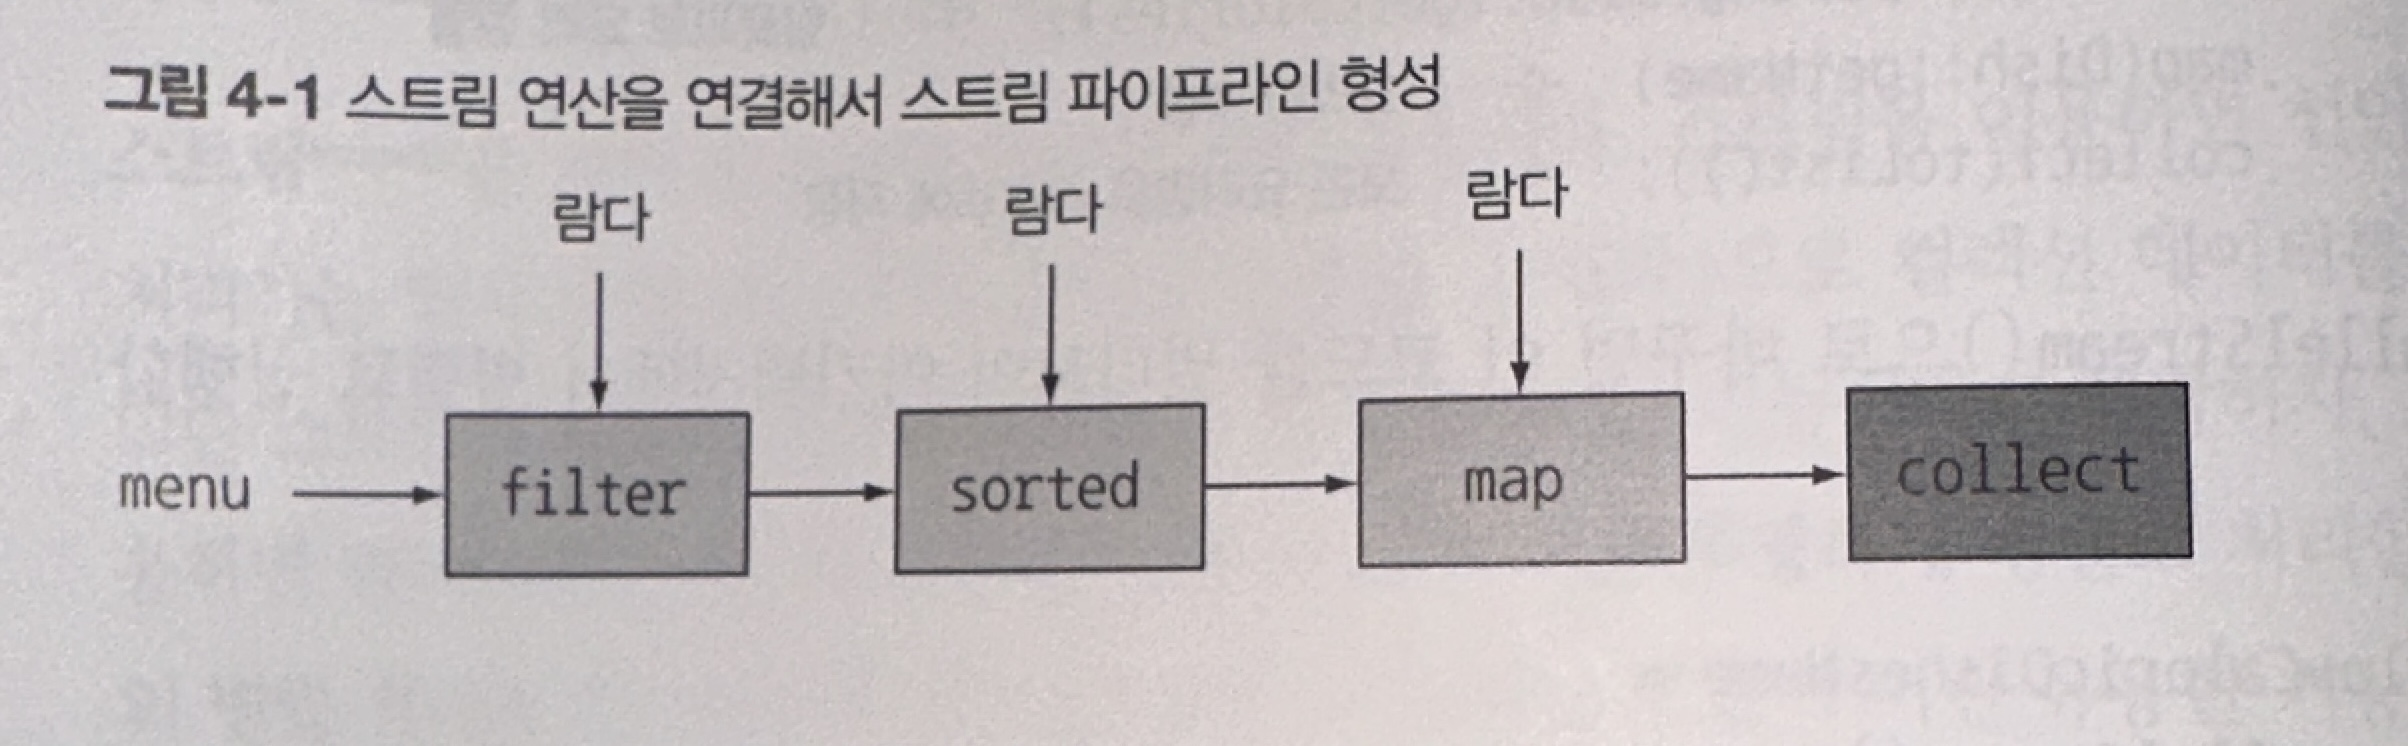 그림 4-1 스트림 연산을 연결해서 스트림 파이프라인 형성
람다 람다 람다
menu filter sorted map collect